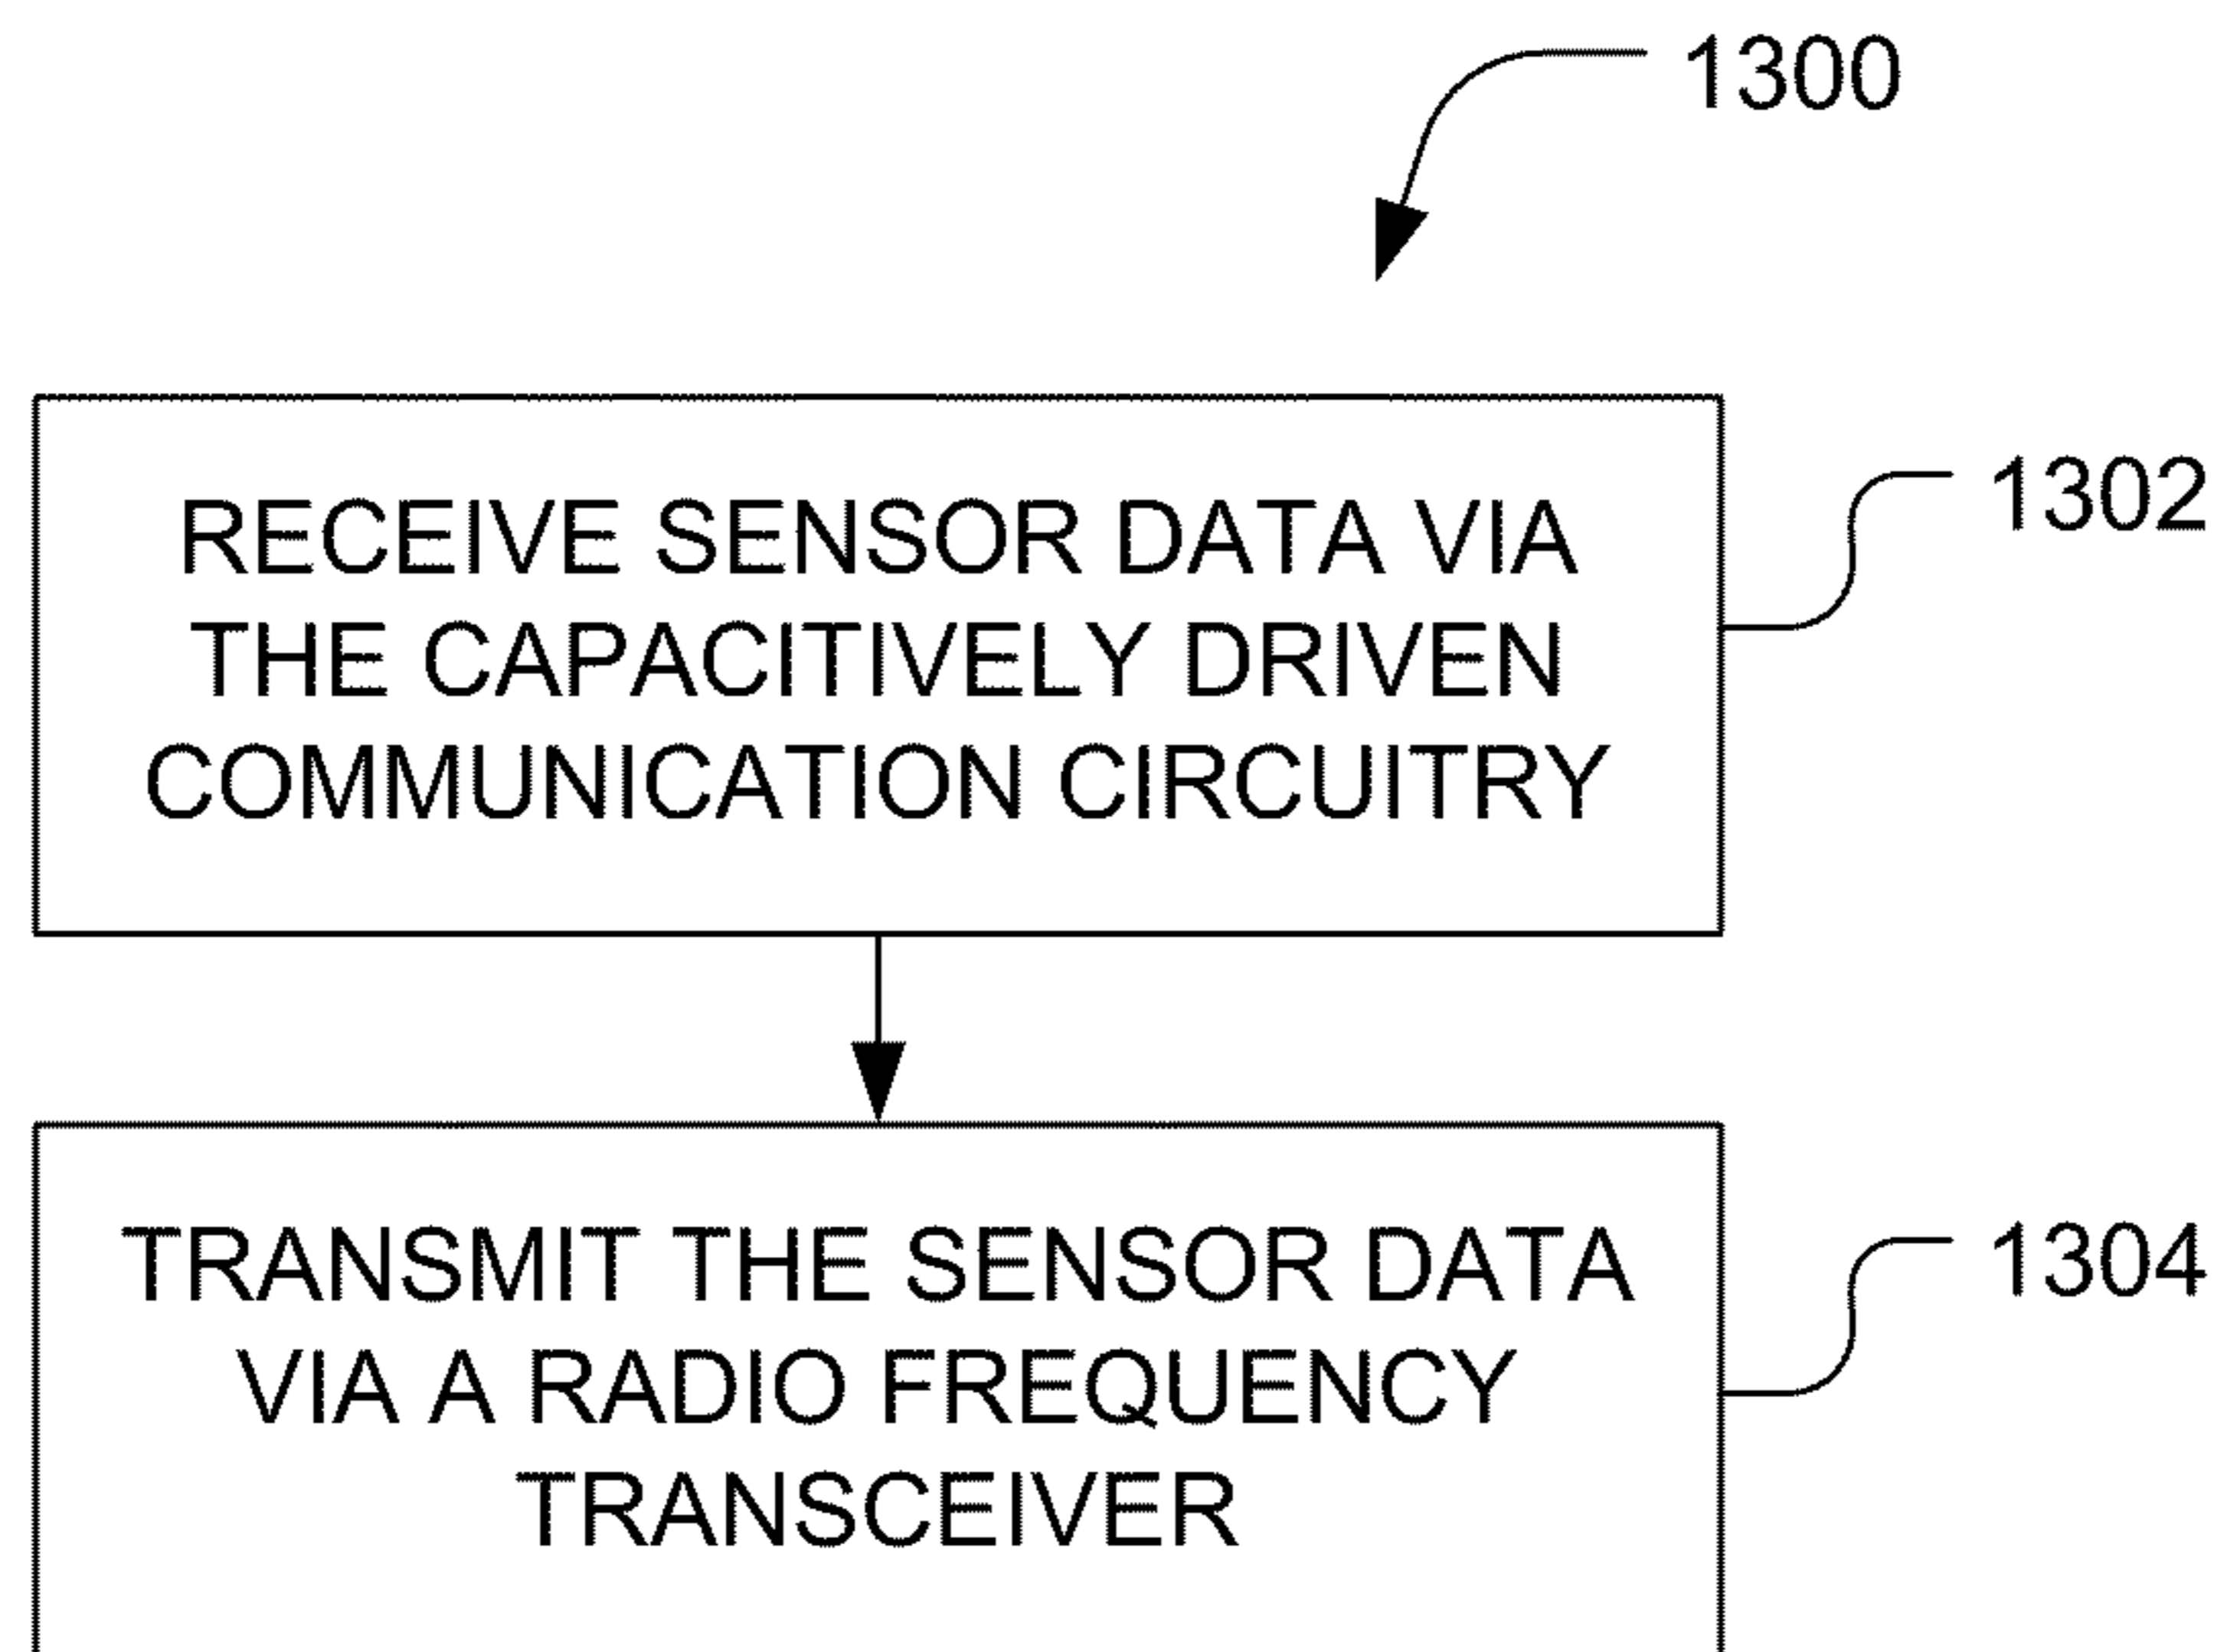 1300
RECEIVE SENSOR DATA VIA
THE CAPACITIVELY DRIVEN
COMMUNICATION CIRCUITRY
1302
TRANSMIT THE SENSOR DATA
VIA A RADIO FREQUENCY
TRANSCEIVER
1304